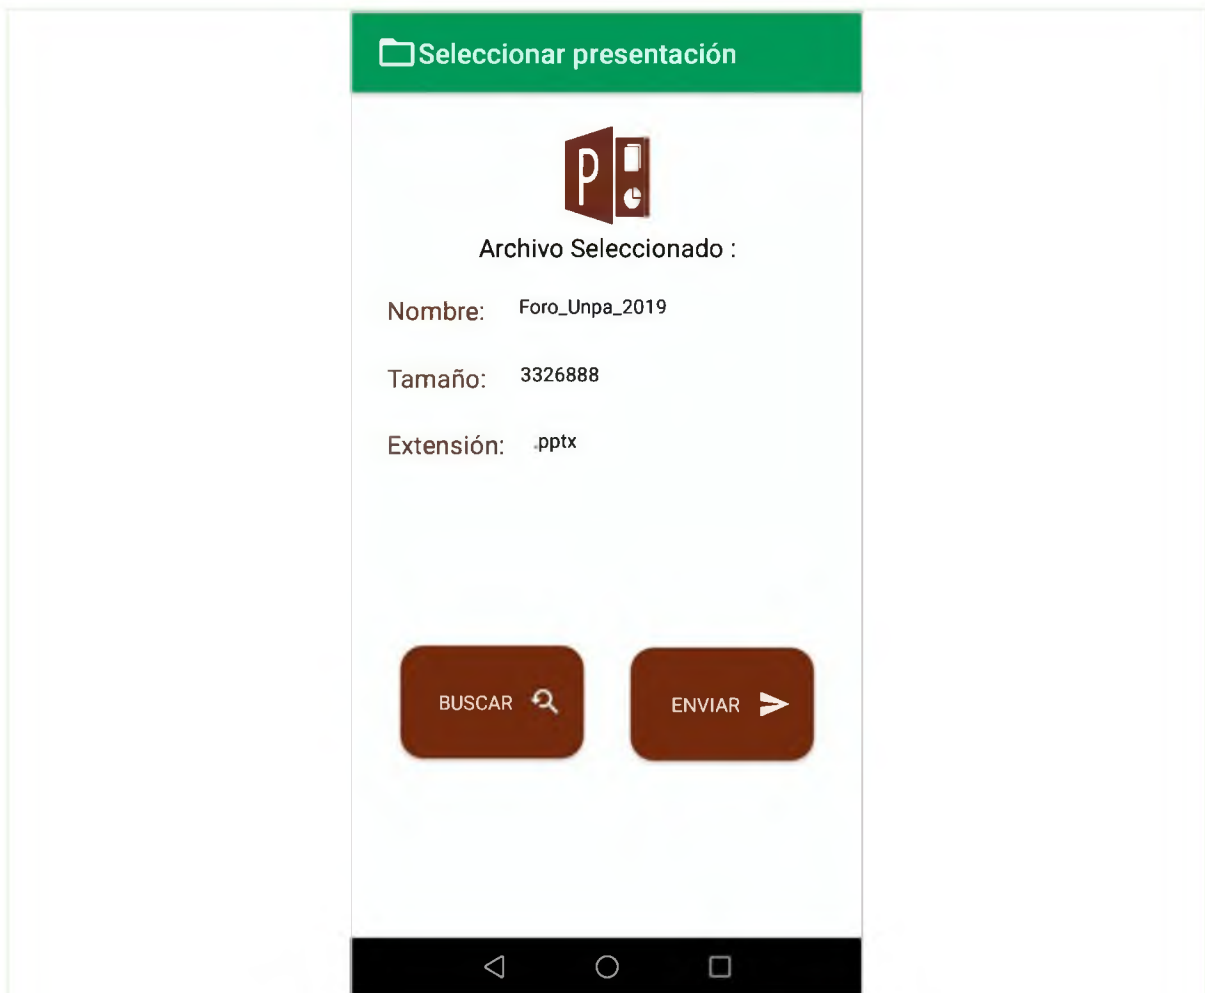 Seleccionar presentación
P
Archivo Seleccionado :
Nombre: Foro_Unpa_2019
Tamaño: 3326888
Extensión: .pptx
BUSCAR ENVIAR